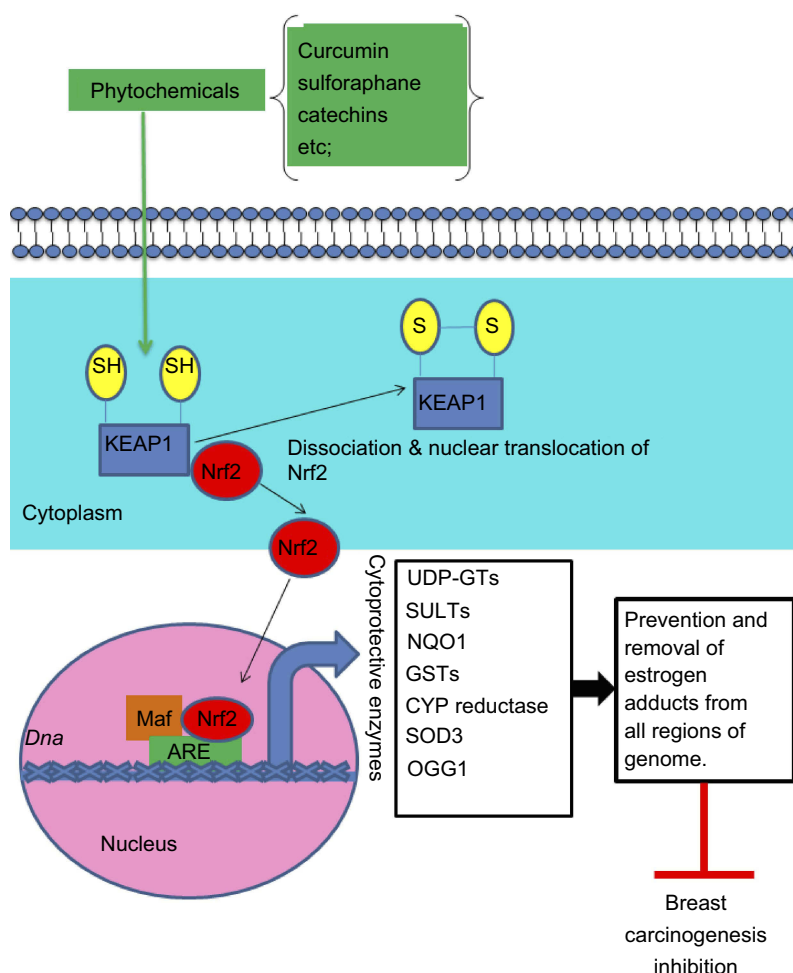 Phytochemicals
Curcumin
sulforaphane
catechins
etc;
SH
SH
KEAP1
Nrf2
S
S
KEAP1
Dissociation & nuclear translocation of
Nrf2
Cytoplasm
Nrf2
Cytoprotective enzymes
UDP-GTs
SULTs
NQO1
GSTs
CYP reductase
SOD3
OGG1
Prevention and
removal of
estrogen
adducts from
all regions of
genome.
Maf
Nrf2
ARE
Dna
Nucleus
Breast
carcinogenesis
inhibition